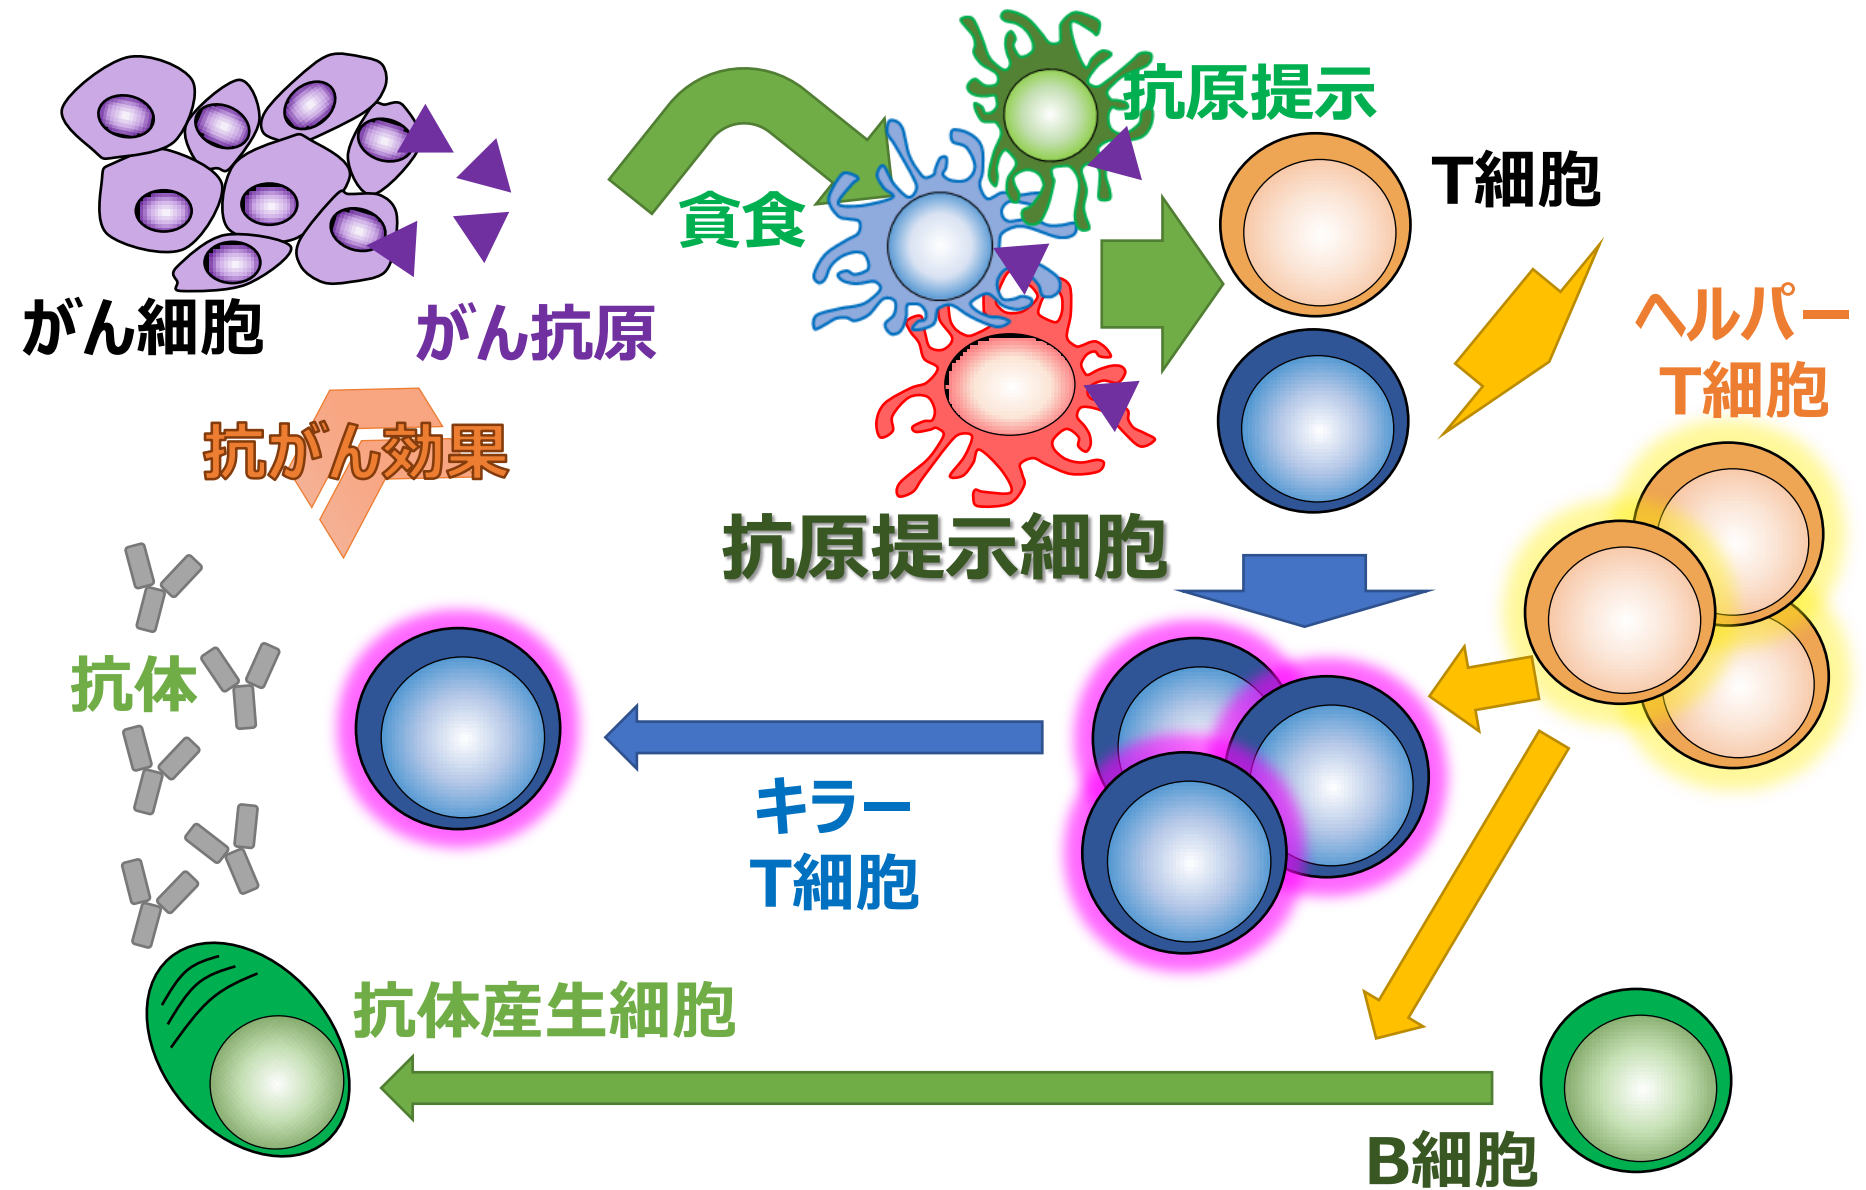 抗原提示
T細胞
貪食
がん細胞
がん抗原
ヘルパー
T細胞
抗がん効果
抗原提示細胞
抗体
キラー
T細胞
抗体産生細胞
B細胞